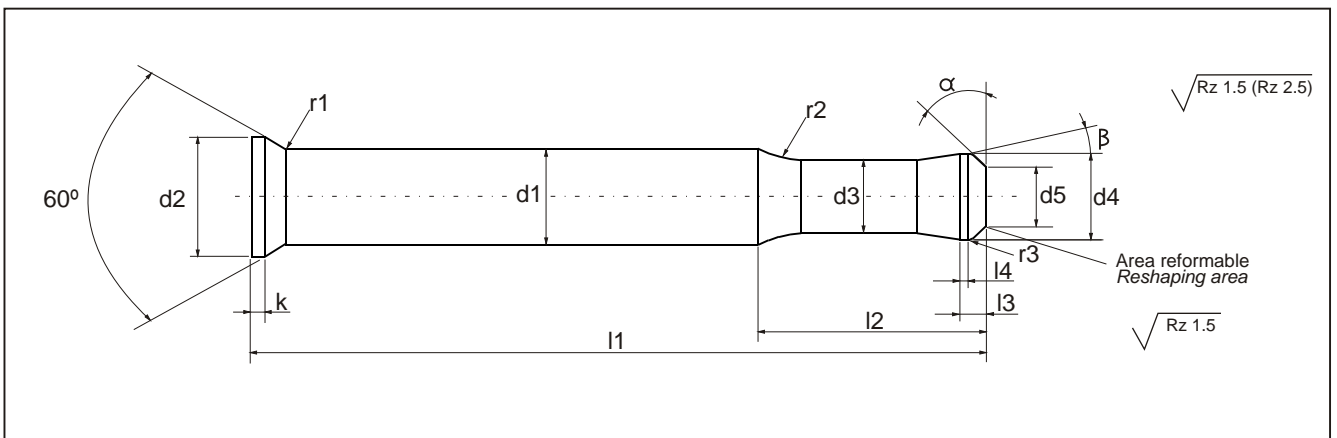 α
Rz 1.5 (Rz 2.5)
r1
r2
β
60º
d2
d1
d3
d5
d4
r3
Area reformable
Reshaping area
l4
k
l3
l2
Rz 1.5
l1